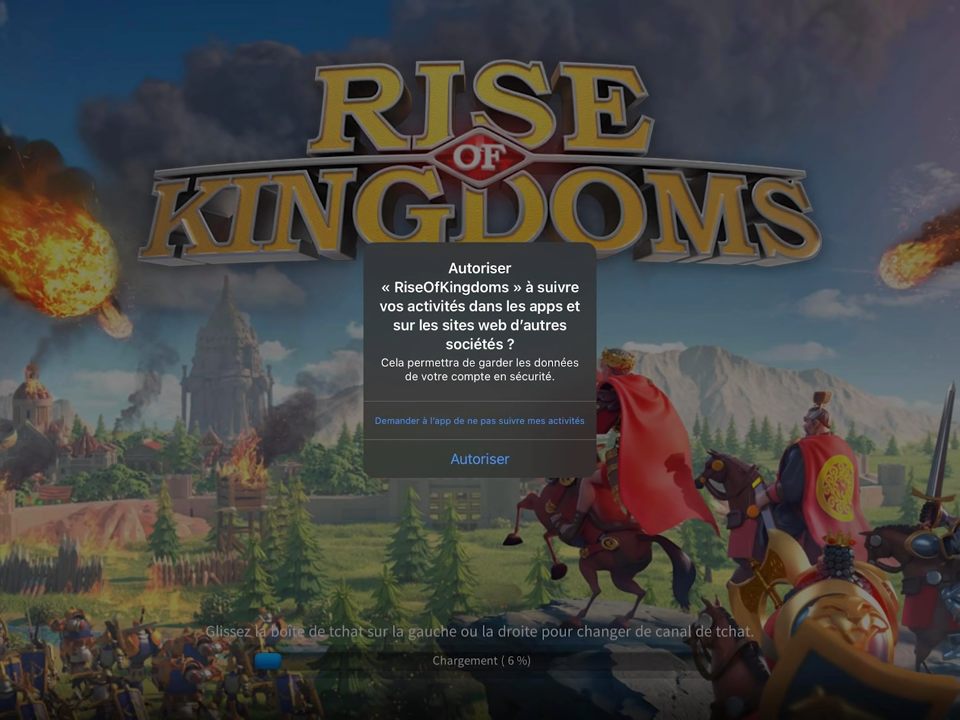 RISE
OF
KINGDOMS
Autoriser
« RiseOfKingdoms » à suivre
vos activités dans les apps et
sur les sites web d’autres
sociétés ?
Cela permettra de garder les données
de votre compte en sécurité.
Demander à l’app de ne pas suivre mes activités
Autoriser
Glissez la boîte de tchat sur la gauche ou la droite pour changer de canal de tchat.
Chargement ( 6 %)